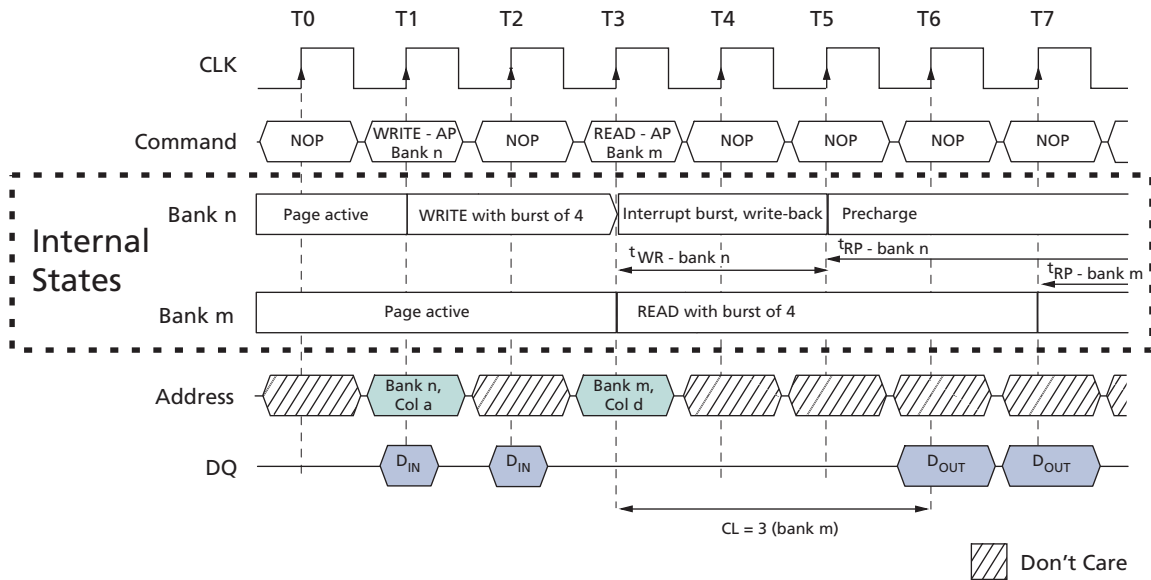 T0 T1 T2 T3 T4 T5 T6 T7
CLK
Command NOP WRITE - AP Bank n NOP READ - AP Bank m NOP NOP NOP NOP
Internal States
Bank n Page active WRITE with burst of 4 Interrupt burst, write-back Precharge
tWR - bank n tRP - bank n
tRP - bank m
Bank m Page active READ with burst of 4
Address Bank n, Col a Bank m, Col d
DQ DIN DIN DOUT DOUT
CL = 3 (bank m)
Don't Care